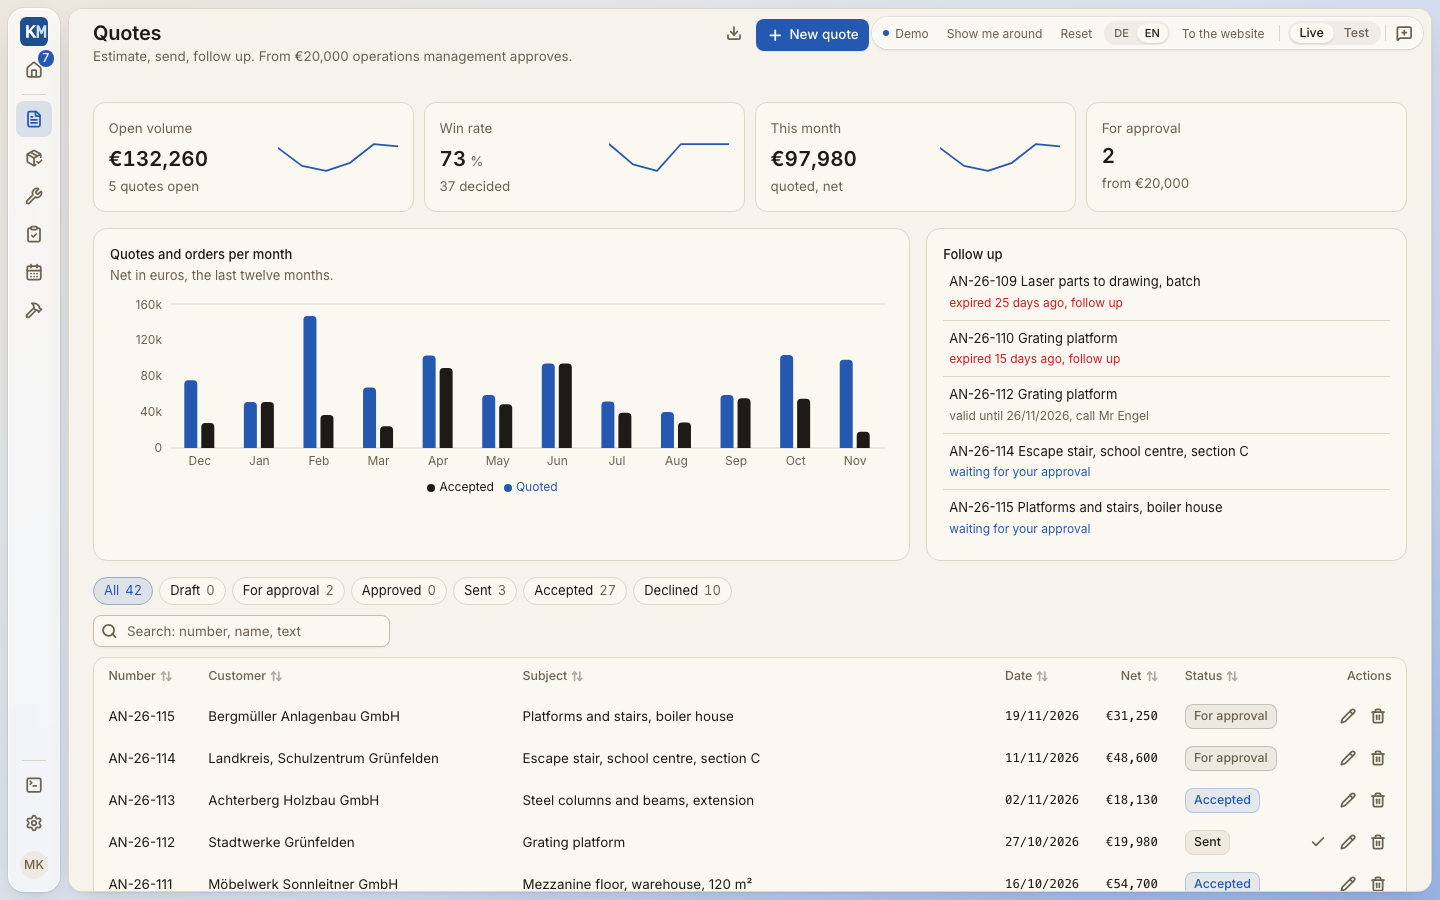 KM
7
MK
Quotes
Estimate, send, follow up. From €20,000 operations management approves.
New quote
Demo
Show me around
Reset
DE
EN
To the website
Live
Test
Open volume
€132,260
5 quotes open
Win rate
73 %
37 decided
This month
€97,980
quoted, net
For approval
2
from €20,000
Quotes and orders per month
Net in euros, the last twelve months.
160k
120k
80k
40k
0
Dec Jan Feb Mar Apr May Jun Jul Aug Sep Oct Nov
Accepted Quoted
Follow up
AN-26-109 Laser parts to drawing, batch
expired 25 days ago, follow up
AN-26-110 Grating platform
expired 15 days ago, follow up
AN-26-112 Grating platform
valid until 26/11/2026, call Mr Engel
AN-26-114 Escape stair, school centre, section C
waiting for your approval
AN-26-115 Platforms and stairs, boiler house
waiting for your approval
All 42
Draft 0
For approval 2
Approved 0
Sent 3
Accepted 27
Declined 10
Search: number, name, text
Number Customer Subject Date Net Status Actions
AN-26-115 Bergmüller Anlagenbau GmbH Platforms and stairs, boiler house 19/11/2026 €31,250 For approval
AN-26-114 Landkreis, Schulzentrum Grünfelden Escape stair, school centre, section C 11/11/2026 €48,600 For approval
AN-26-113 Achterberg Holzbau GmbH Steel columns and beams, extension 02/11/2026 €18,130 Accepted
AN-26-112 Stadtwerke Grünfelden Grating platform 27/10/2026 €19,980 Sent
AN-26-111 Möbelwerk Sonnleitner GmbH Mezzanine floor, warehouse, 120 m² 16/10/2026 €54,700 Accepted